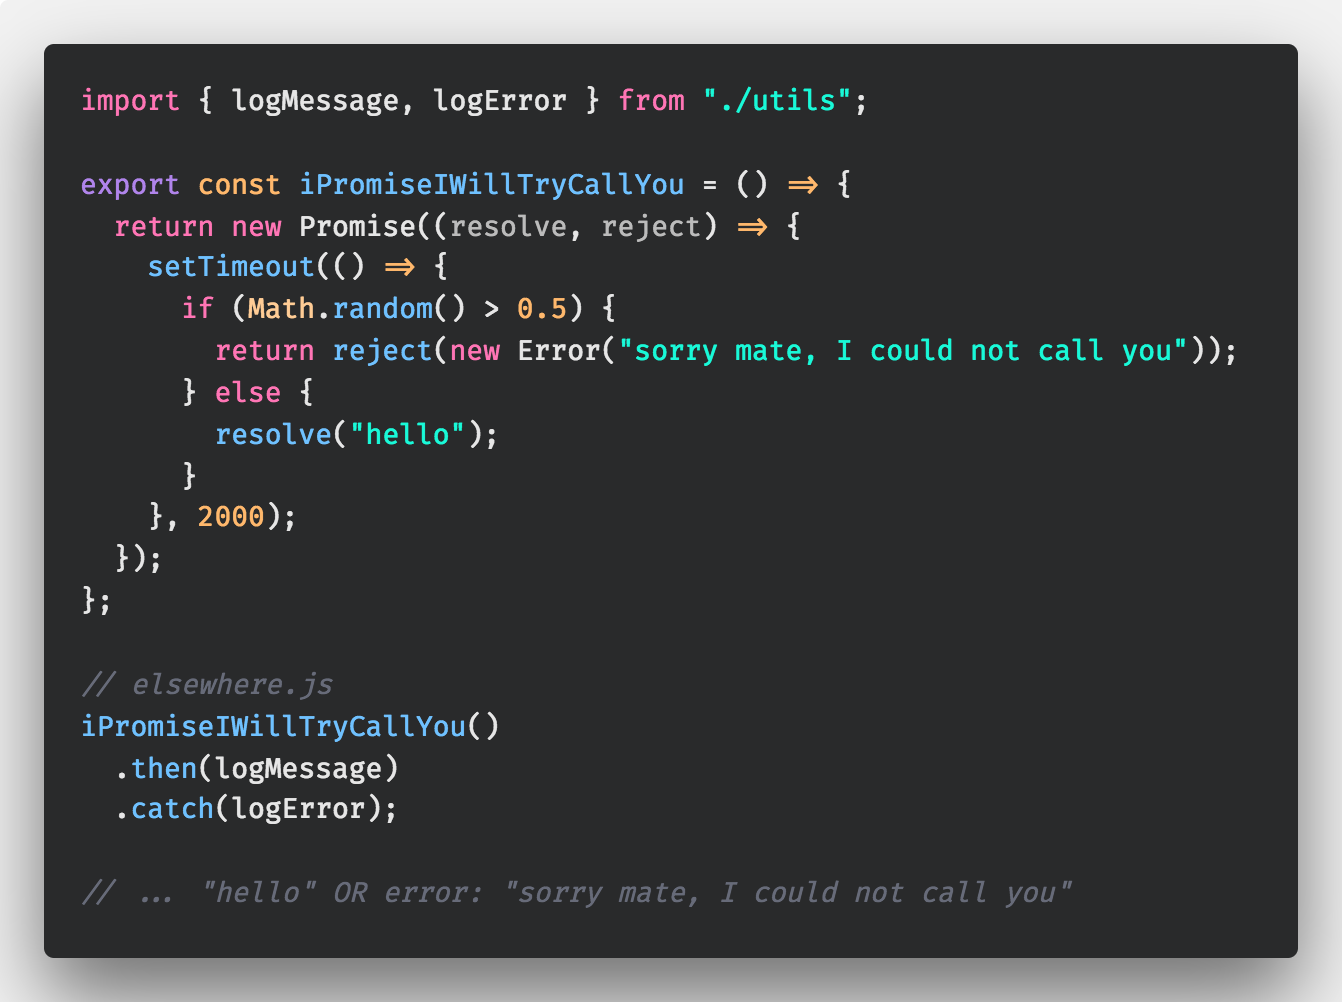 import { logMessage, logError } from "./utils";
export const iPromiseIWillTryCallYou = () => {
  return new Promise((resolve, reject) => {
    setTimeout(() => {
      if (Math.random() > 0.5) {
        return reject(new Error("sorry mate, I could not call you"));
      } else {
        resolve("hello");
      }
    }, 2000);
  });
};
// elsewhere.js
iPromiseIWillTryCallYou()
  .then(logMessage)
  .catch(logError);
// ... "hello" OR error: "sorry mate, I could not call you"